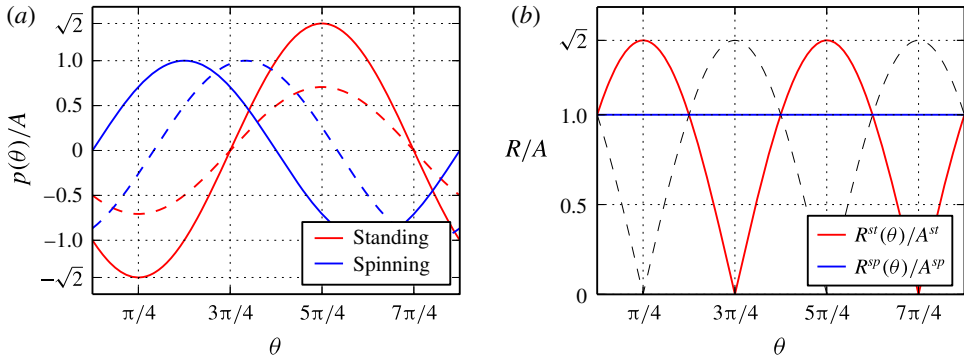 (a)
p(θ)/A
√2
1.0
0.5
0
−0.5
−1.0
−√2
π/4
3π/4
5π/4
7π/4
θ
Standing
Spinning
(b)
R/A
√2
1.0
0.5
0
π/4
3π/4
5π/4
7π/4
θ
R^{st}(θ)/A^{st}
R^{sp}(θ)/A^{sp}